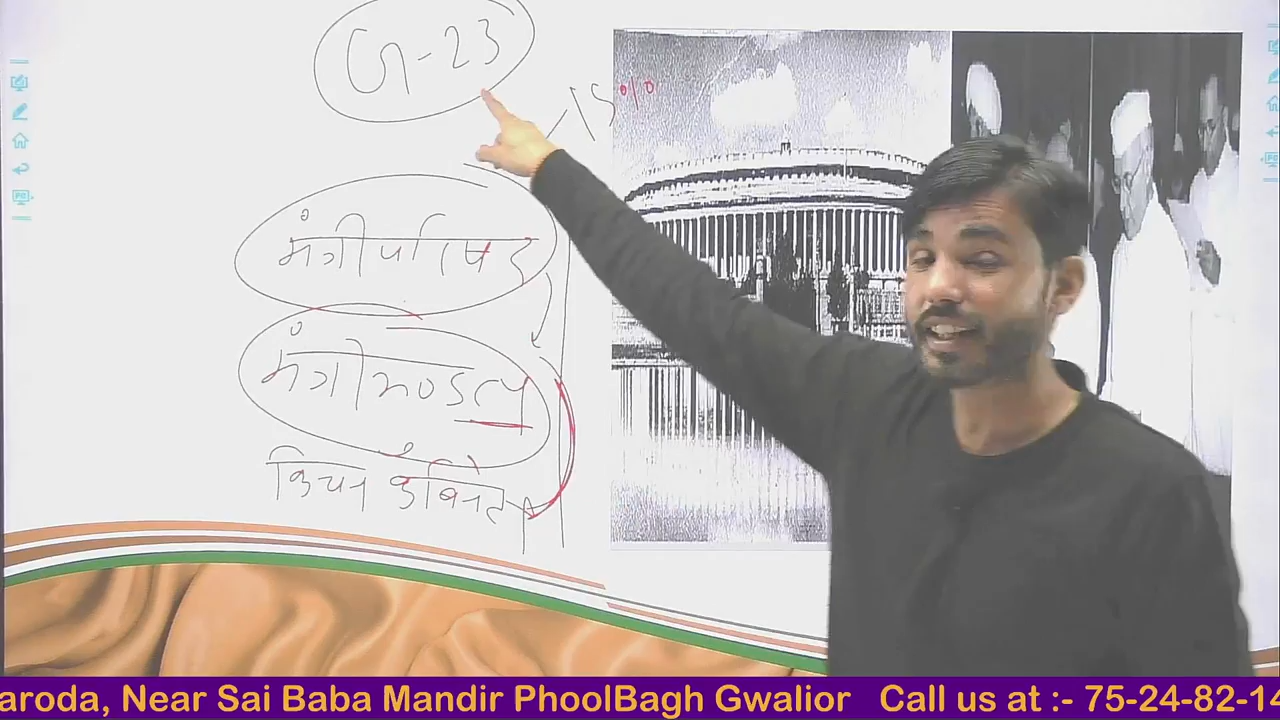 G-23
15%
मंत्रीपरिषद
मंत्रीमण्डल
किचन कैबिनेट
aroda, Near Sai Baba Mandir PhoolBagh Gwalior Call us at :- 75-24-82-14